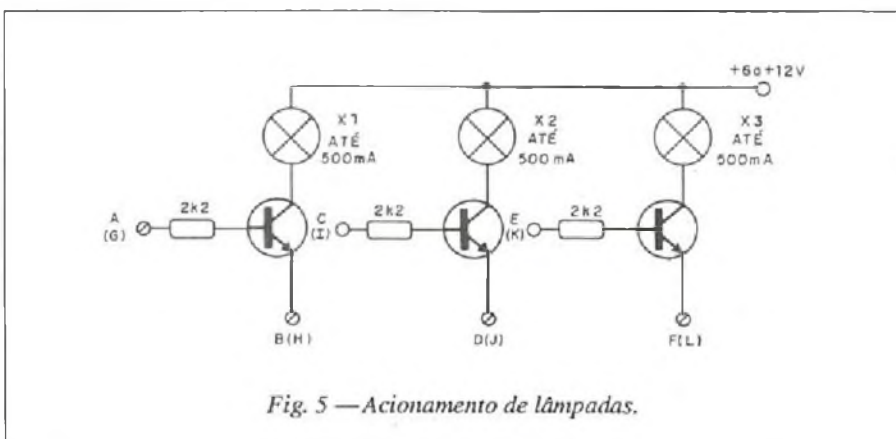 +6a+12V
X1
ATÉ
500mA
X2
ATÉ
500mA
X3
ATÉ
500mA
A
(G)
2k2
C
(I)
2k2
E
(K)
2k2
B(H)
D(J)
F(L)
Fig. 5 — Acionamento de lâmpadas.